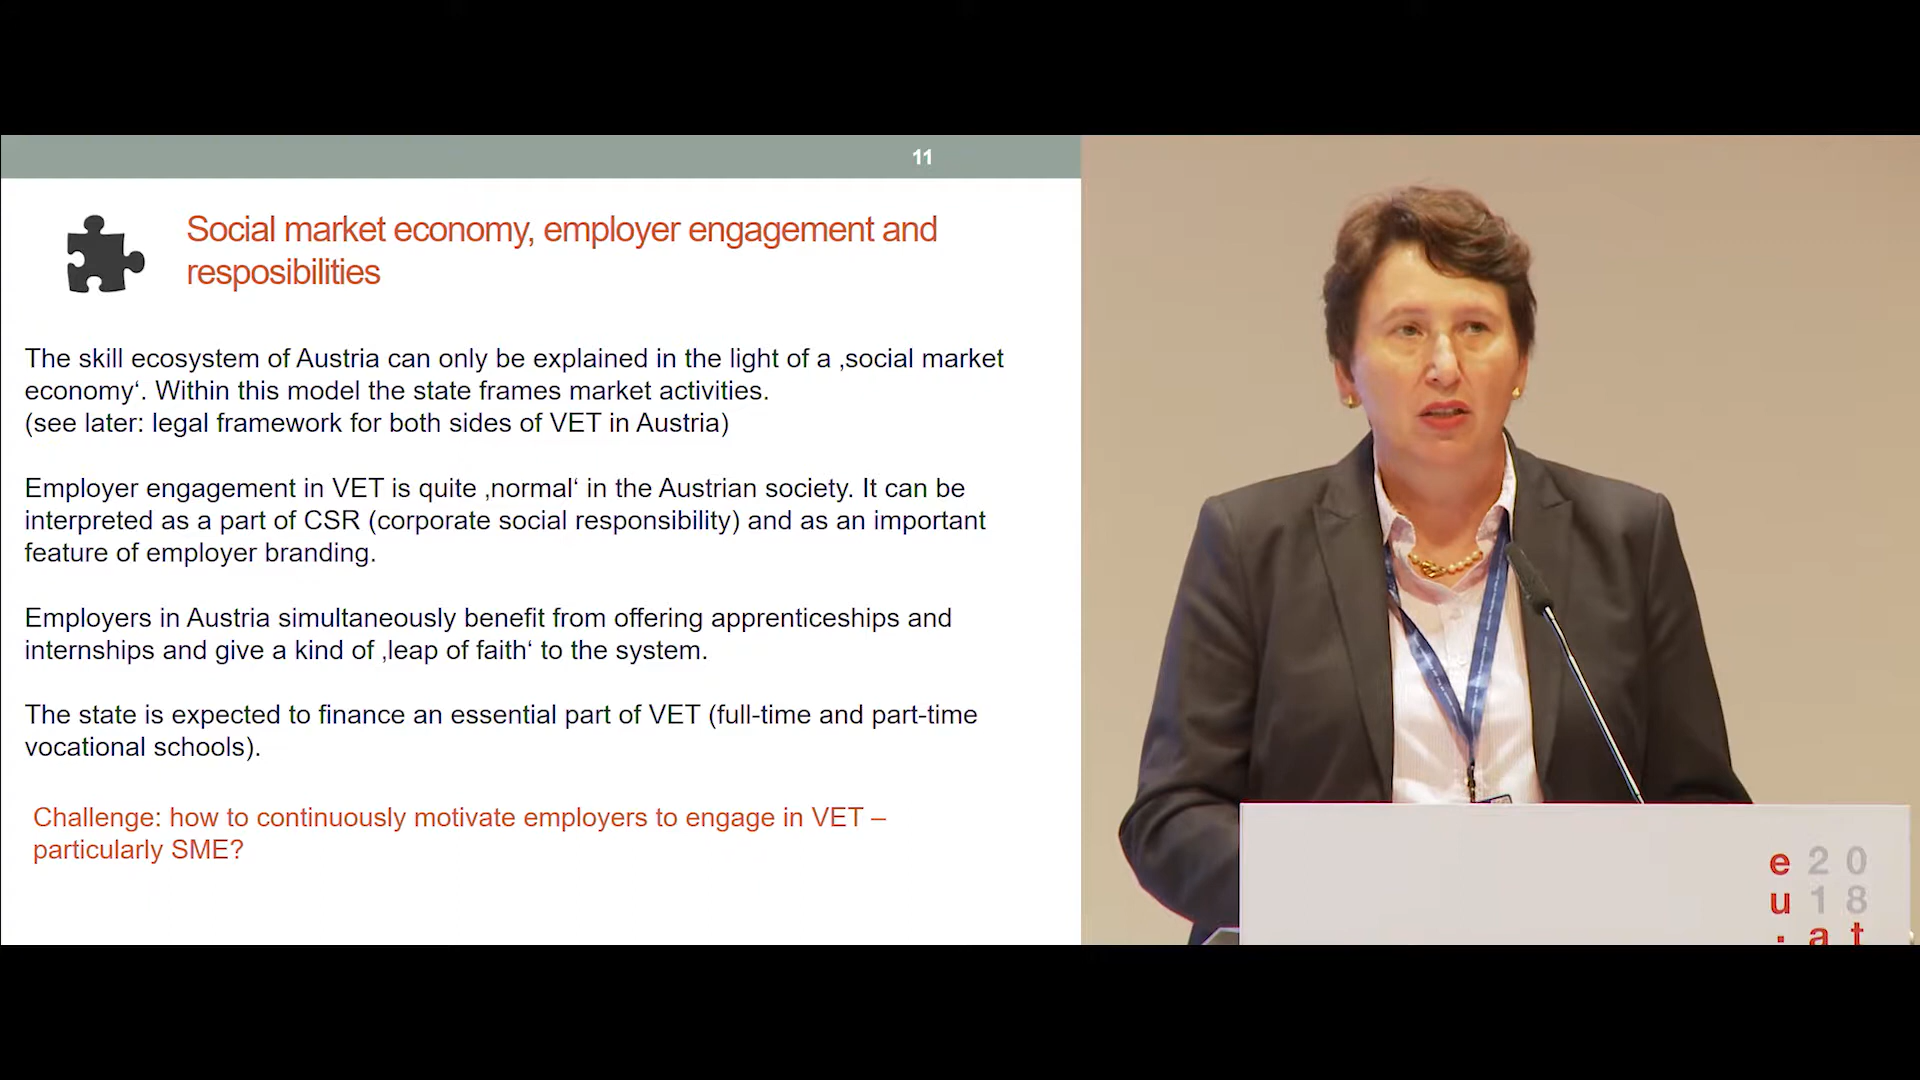 11
Social market economy, employer engagement and
resposibilities
The skill ecosystem of Austria can only be explained in the light of a ‚social market
economy‘. Within this model the state frames market activities.
(see later: legal framework for both sides of VET in Austria)
Employer engagement in VET is quite ‚normal‘ in the Austrian society. It can be
interpreted as a part of CSR (corporate social responsibility) and as an important
feature of employer branding.
Employers in Austria simultaneously benefit from offering apprenticeships and
internships and give a kind of ‚leap of faith‘ to the system.
The state is expected to finance an essential part of VET (full-time and part-time
vocational schools).
Challenge: how to continuously motivate employers to engage in VET –
particularly SME?
e20
u18
.at